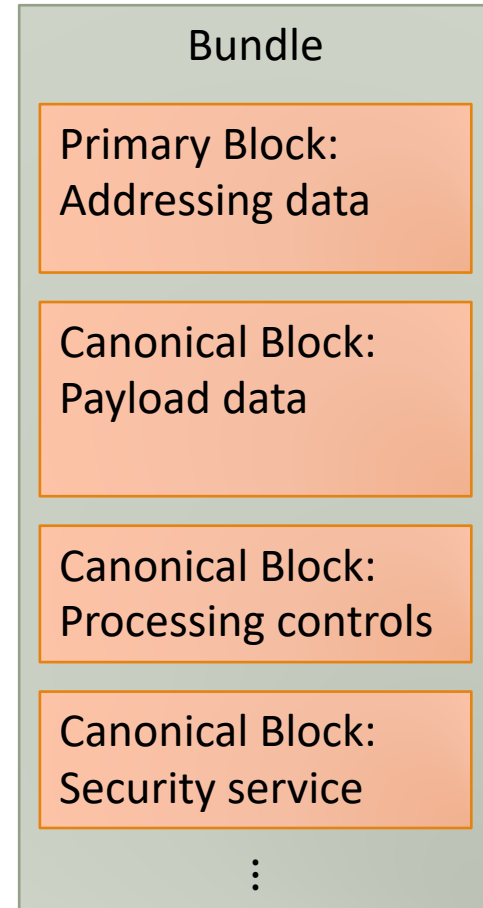 Bundle
Primary Block:
Addressing data
Canonical Block:
Payload data
Canonical Block:
Processing controls
Canonical Block:
Security service
⋮